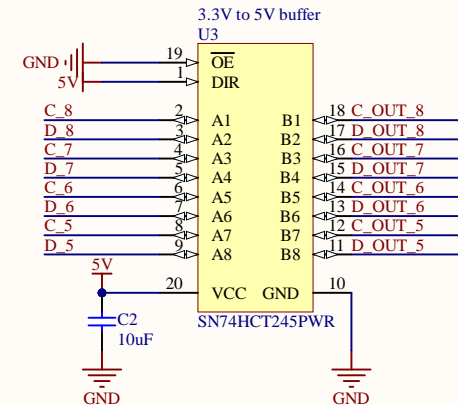 3.3V to 5V buffer
U3
GND 19 OE
5V 1 DIR
C_8 2 A1 B1 18 C_OUT_8
D_8 3 A2 B2 17 D_OUT_8
C_7 4 A3 B3 16 C_OUT_7
D_7 5 A4 B4 15 D_OUT_7
C_6 6 A5 B5 14 C_OUT_6
D_6 7 A6 B6 13 D_OUT_6
C_5 8 A7 B7 12 C_OUT_5
D_5 9 A8 B8 11 D_OUT_5
5V 20 VCC GND 10
SN74HCT245PWR
C2
10uF
GND GND